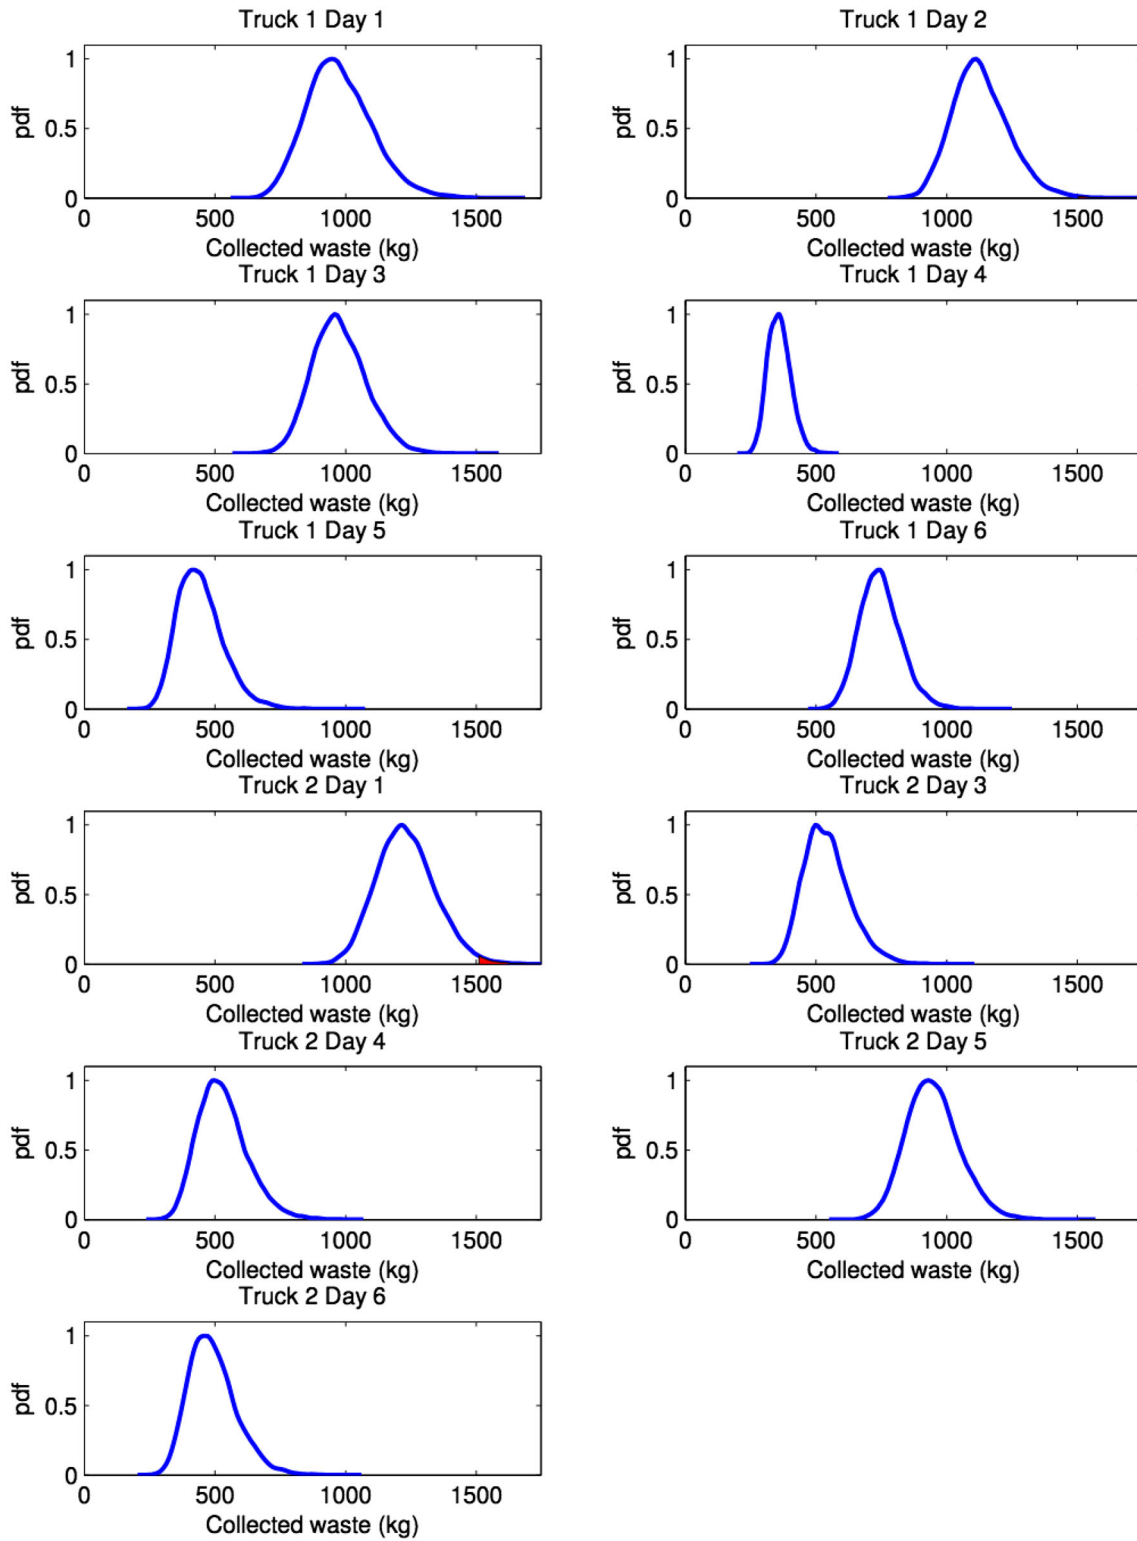 Truck 1 Day 1
1
0.5
0
pdf
0 500 1000 1500
Collected waste (kg)
Truck 1 Day 2
1
0.5
0
pdf
0 500 1000 1500
Collected waste (kg)
Truck 1 Day 3
1
0.5
0
pdf
0 500 1000 1500
Collected waste (kg)
Truck 1 Day 4
1
0.5
0
pdf
0 500 1000 1500
Collected waste (kg)
Truck 1 Day 5
1
0.5
0
pdf
0 500 1000 1500
Collected waste (kg)
Truck 1 Day 6
1
0.5
0
pdf
0 500 1000 1500
Collected waste (kg)
Truck 2 Day 1
1
0.5
0
pdf
0 500 1000 1500
Collected waste (kg)
Truck 2 Day 3
1
0.5
0
pdf
0 500 1000 1500
Collected waste (kg)
Truck 2 Day 4
1
0.5
0
pdf
0 500 1000 1500
Collected waste (kg)
Truck 2 Day 5
1
0.5
0
pdf
0 500 1000 1500
Collected waste (kg)
Truck 2 Day 6
1
0.5
0
pdf
0 500 1000 1500
Collected waste (kg)